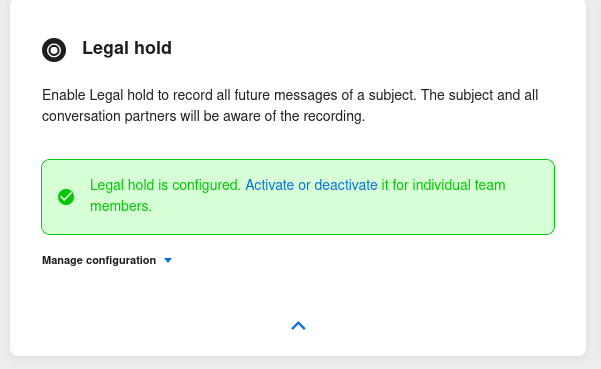 Legal hold
Enable Legal hold to record all future messages of a subject. The subject and all
conversation partners will be aware of the recording.
Legal hold is configured. Activate or deactivate it for individual team
members.
Manage configuration